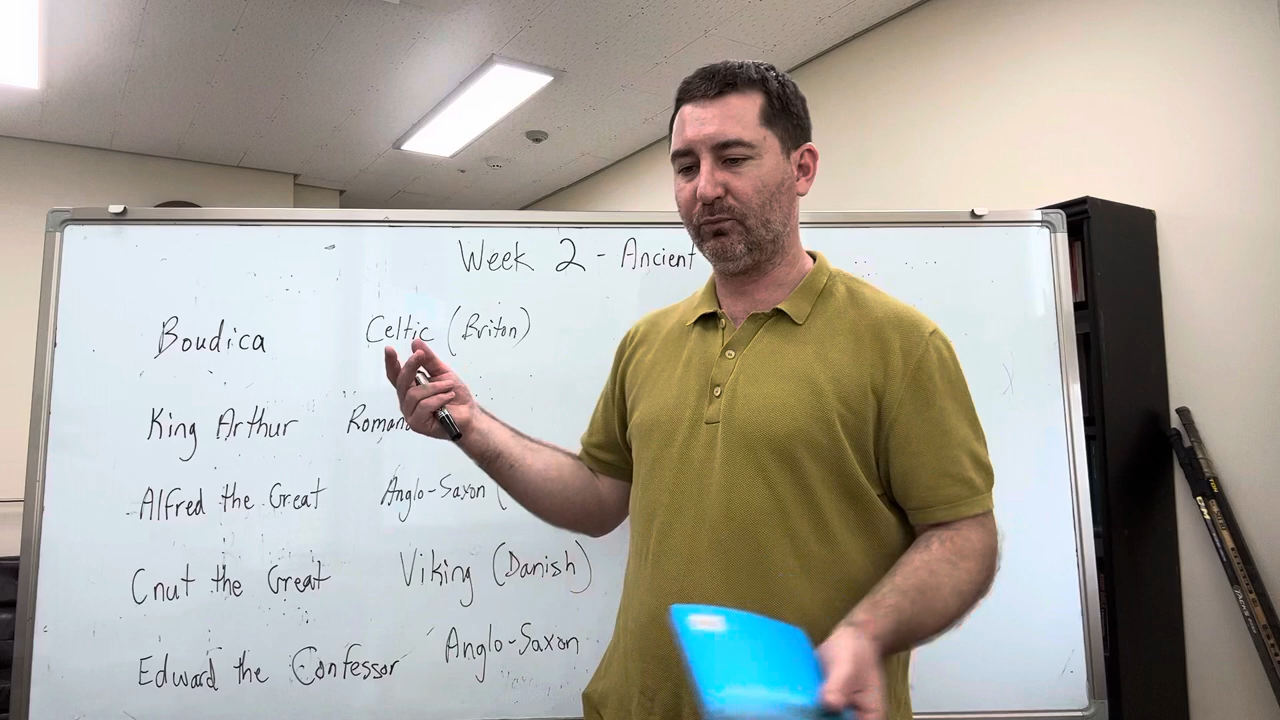 Week 2 - Ancient
Boudica Celtic (Briton)
King Arthur Roman
Alfred the Great Anglo-Saxon (
Cnut the Great Viking (Danish)
Edward the Confessor Anglo-Saxon